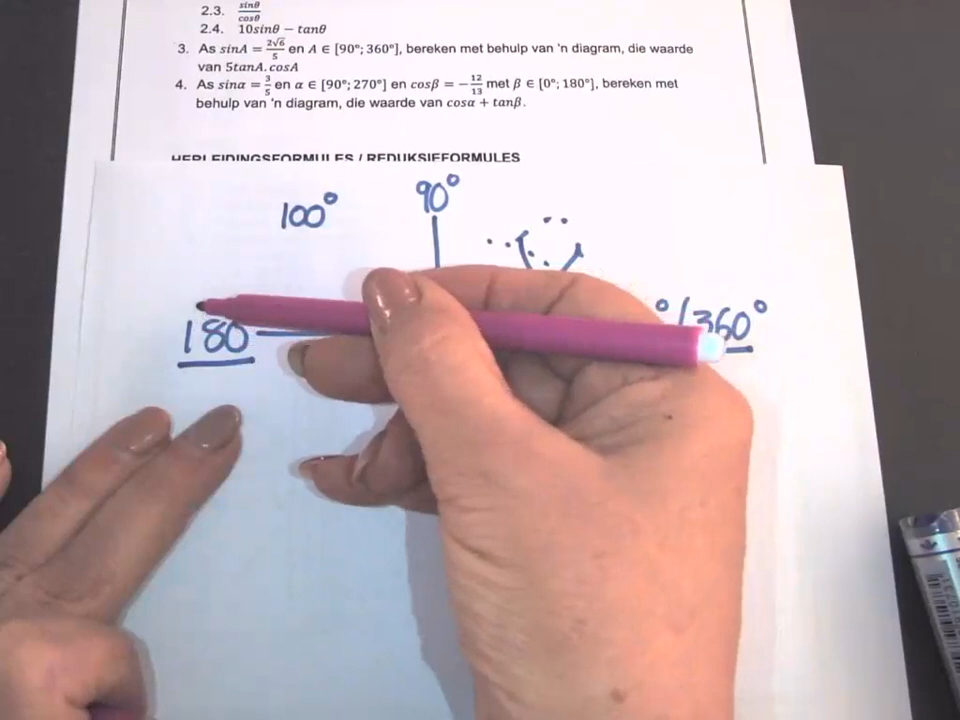 2.3. sinθ/cosθ
2.4. 10sinθ − tanθ
3. As sinA = 2√6/5 en A ∈ [90°; 360°], bereken met behulp van 'n diagram, die waarde
van 5tanA.cosA
4. As sinα = 3/5 en α ∈ [90°; 270°] en cosβ = −12/13 met β ∈ [0°; 180°], bereken met
behulp van 'n diagram, die waarde van cosα + tanβ.
HERLEIDINGSFORMULES / REDUKSIEFORMULES
90°
100°
180
°/360°